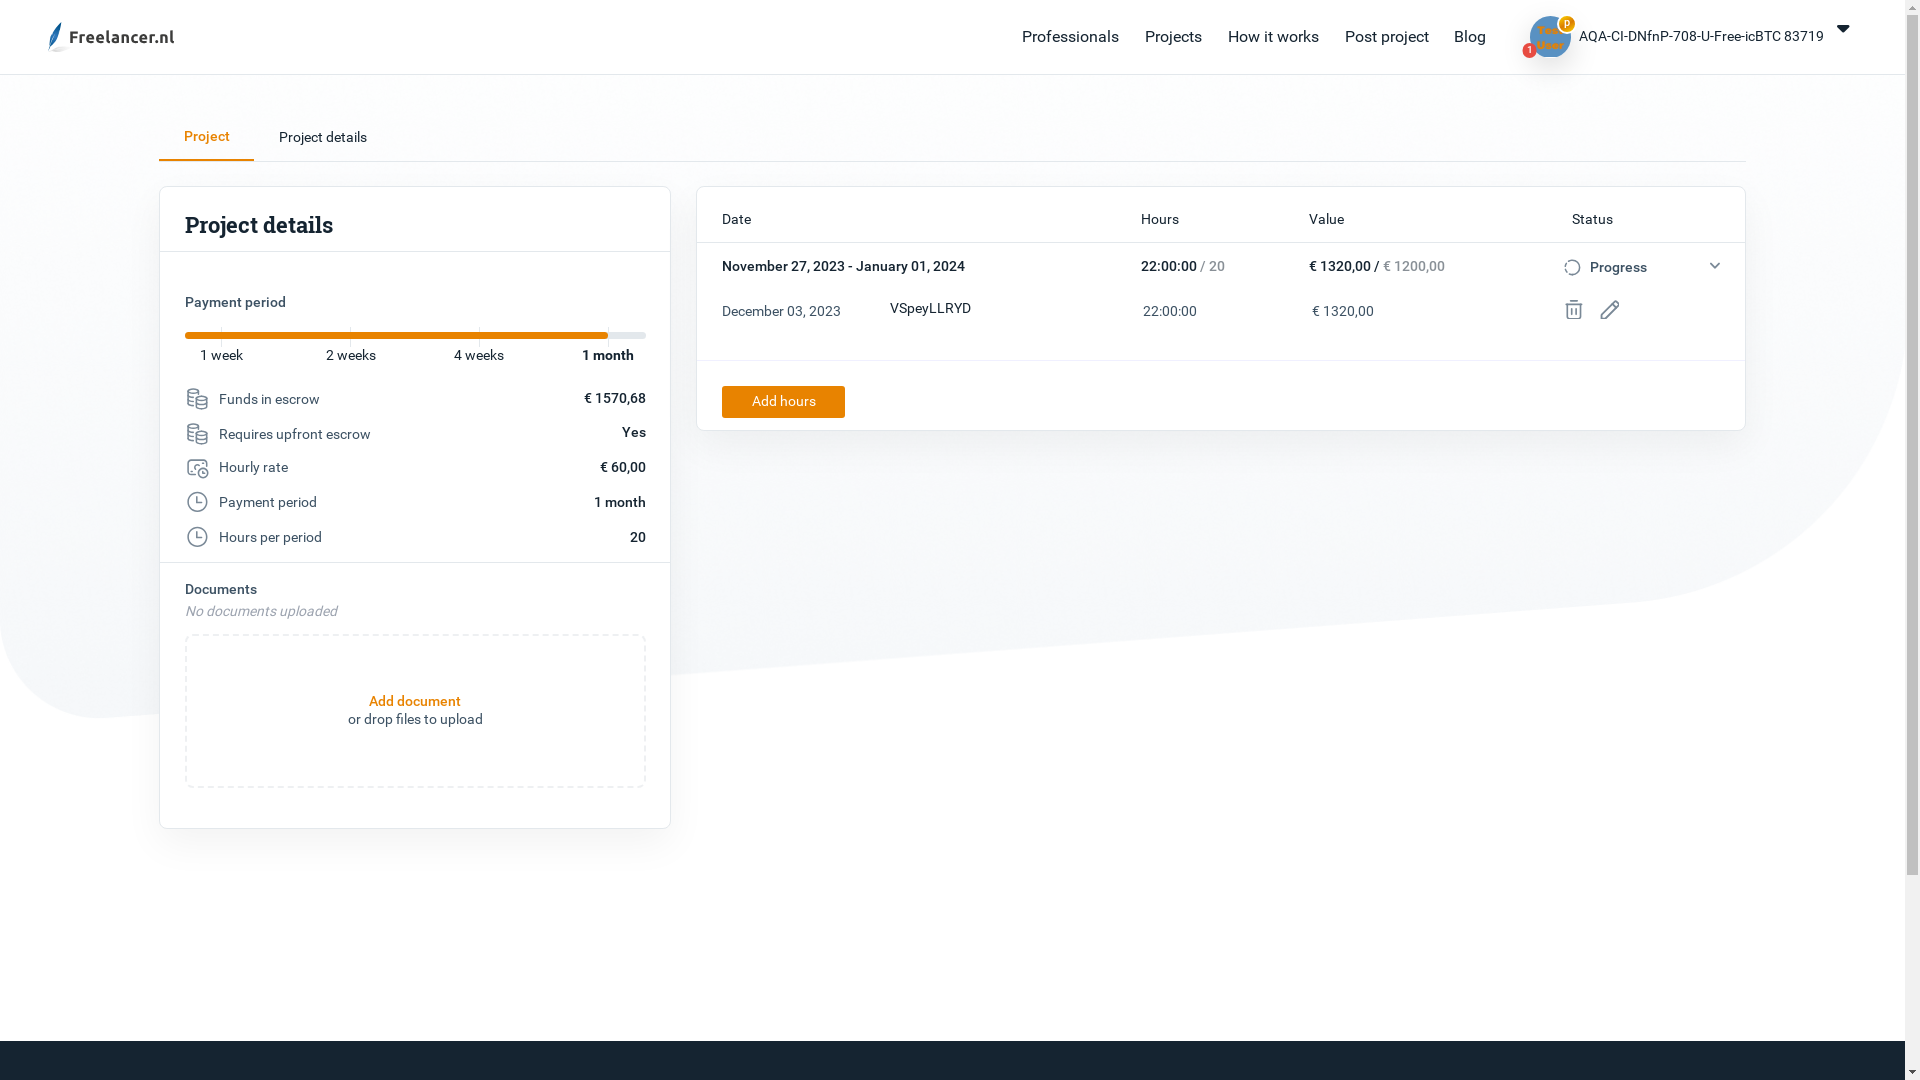 Freelancer.nl
Professionals
Projects
How it works
Post project
Blog
p
1
AQA-CI-DNfnP-708-U-Free-icBTC 83719
Project
Project details
Project details
Payment period
1 week
2 weeks
4 weeks
1 month
Funds in escrow € 1570,68
Requires upfront escrow Yes
Hourly rate € 60,00
Payment period 1 month
Hours per period 20
Documents
No documents uploaded
Add document
or drop files to upload
Date Hours Value Status
November 27, 2023 - January 01, 2024 22:00:00 / 20 € 1320,00 / € 1200,00 Progress
December 03, 2023 VSpeyLLRYD 22:00:00 € 1320,00
Add hours